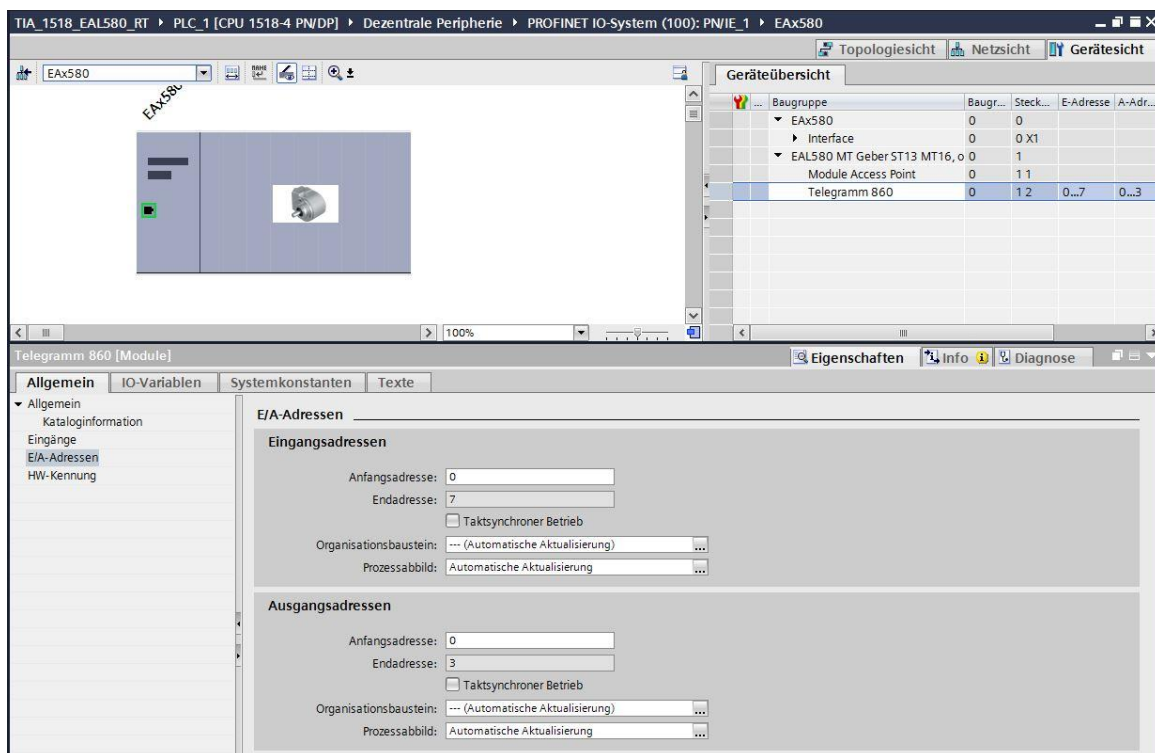 TIA_1518_EAL580_RT ▸ PLC_1 [CPU 1518-4 PN/DP] ▸ Dezentrale Peripherie ▸ PROFINET IO-System (100): PN/IE_1 ▸ EAx580
Topologiesicht Netzsicht Gerätesicht
EAx580
Geräteübersicht
EAx580
... Baugruppe Baugr... Steck... E-Adresse A-Adr...
EAx580 0 0
Interface 0 0 X1
EAL580 MT Geber ST13 MT16, o 0 1
Module Access Point 0 1 1
Telegramm 860 0 1 2 0...7 0...3
100%
Telegramm 860 [Module]
Eigenschaften Info Diagnose
Allgemein IO-Variablen Systemkonstanten Texte
Allgemein
Kataloginformation
Eingänge
E/A-Adressen
HW-Kennung
E/A-Adressen
Eingangsadressen
Anfangsadresse: 0
Endadresse: 7
Taktsynchroner Betrieb
Organisationsbaustein: --- (Automatische Aktualisierung) ...
Prozessabbild: Automatische Aktualisierung ...
Ausgangsadressen
Anfangsadresse: 0
Endadresse: 3
Taktsynchroner Betrieb
Organisationsbaustein: --- (Automatische Aktualisierung) ...
Prozessabbild: Automatische Aktualisierung ...